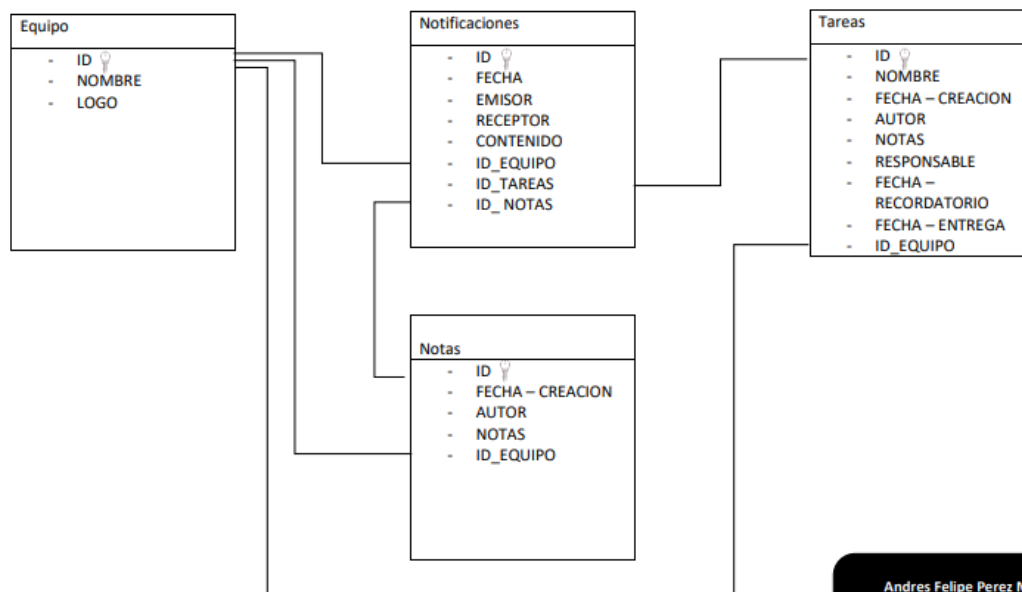 Equipo
- ID
- NOMBRE
- LOGO
Notificaciones
- ID
- FECHA
- EMISOR
- RECEPTOR
- CONTENIDO
- ID_EQUIPO
- ID_TAREAS
- ID_ NOTAS
Tareas
- ID
- NOMBRE
- FECHA – CREACION
- AUTOR
- NOTAS
- RESPONSABLE
- FECHA –
RECORDATORIO
- FECHA – ENTREGA
- ID_EQUIPO
Notas
- ID
- FECHA – CREACION
- AUTOR
- NOTAS
- ID_EQUIPO
Andres Felipe Perez